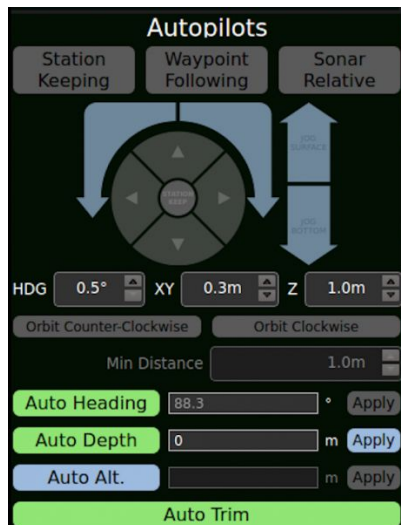 Autopilots
Station Keeping
Waypoint Following
Sonar Relative
JOG SURFACE
STATION KEEP
JOG BOTTOM
HDG 0.5° XY 0.3m Z 1.0m
Orbit Counter-Clockwise Orbit Clockwise
Min Distance 1.0m
Auto Heading 88.3 ° Apply
Auto Depth 0 m Apply
Auto Alt. m Apply
Auto Trim